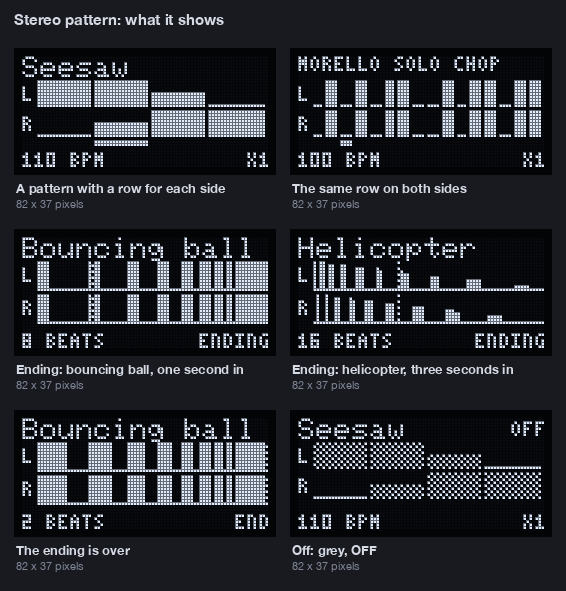 Stereo pattern: what it shows
Seesaw
L
R
110 BPM X1
A pattern with a row for each side
82 x 37 pixels
MORELLO SOLO CHOP
L
R
100 BPM X1
The same row on both sides
82 x 37 pixels
Bouncing ball
L
R
8 BEATS ENDING
Ending: bouncing ball, one second in
82 x 37 pixels
Helicopter
L
R
16 BEATS ENDING
Ending: helicopter, three seconds in
82 x 37 pixels
Bouncing ball
L
R
2 BEATS END
The ending is over
82 x 37 pixels
Seesaw OFF
L
R
110 BPM X1
Off: grey, OFF
82 x 37 pixels